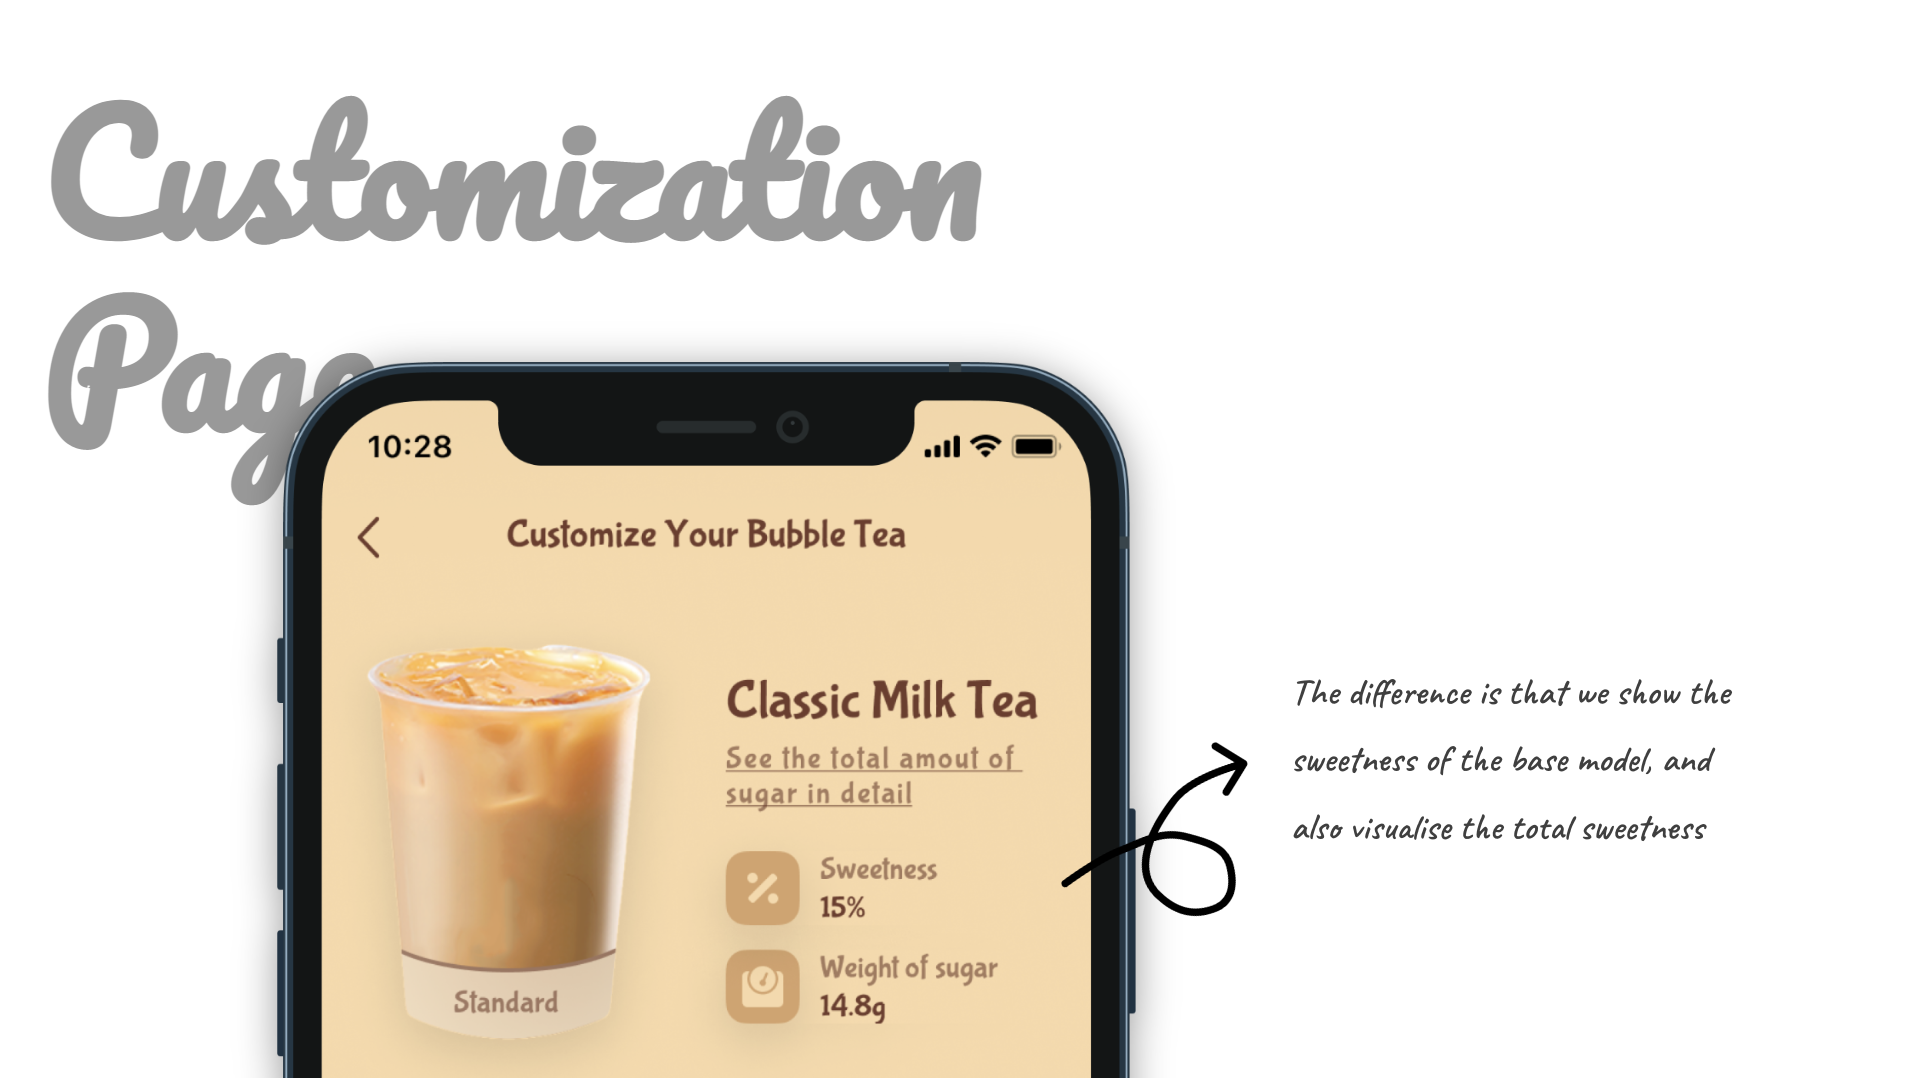 Customization
Page
10:28
Customize Your Bubble Tea
Classic Milk Tea
See the total amout of
sugar in detail
Sweetness
15%
Weight of sugar
14.8g
Standard
The difference is that we show the
sweetness of the base model, and
also visualise the total sweetness